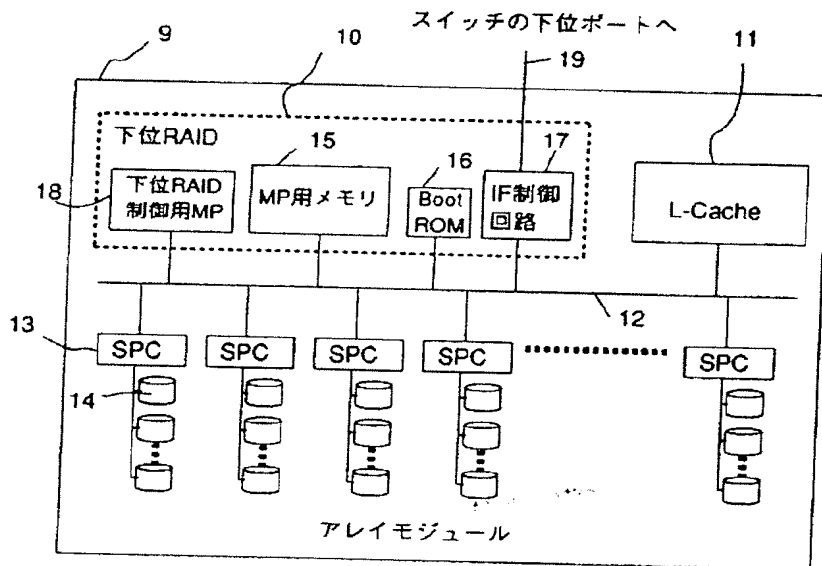 スイッチの下位ポートへ
9
10
19
11
下位RAID
15
16
17
18
下位RAID
制御用MP
MP用メモリ
Boot
ROM
IF制御
回路
L-Cache
12
13
SPC
SPC
SPC
SPC
SPC
14
アレイモジュール